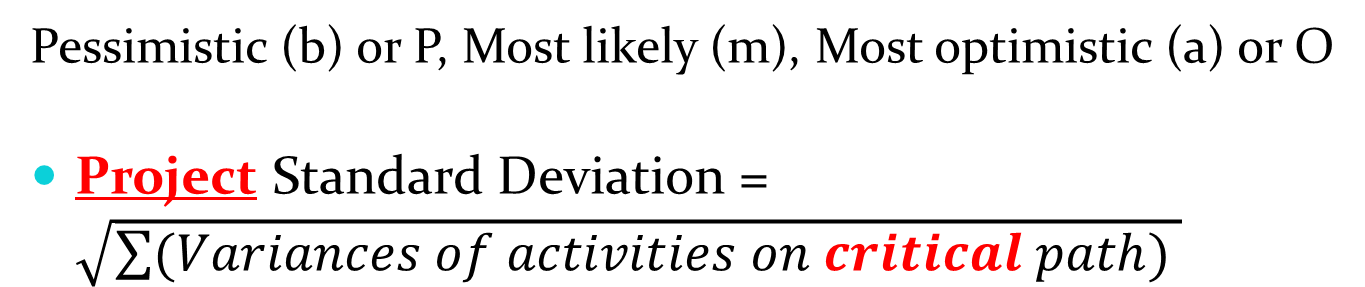 Pessimistic (b) or P, Most likely (m), Most optimistic (a) or O
• Project Standard Deviation =
√∑(Variances of activities on critical path)